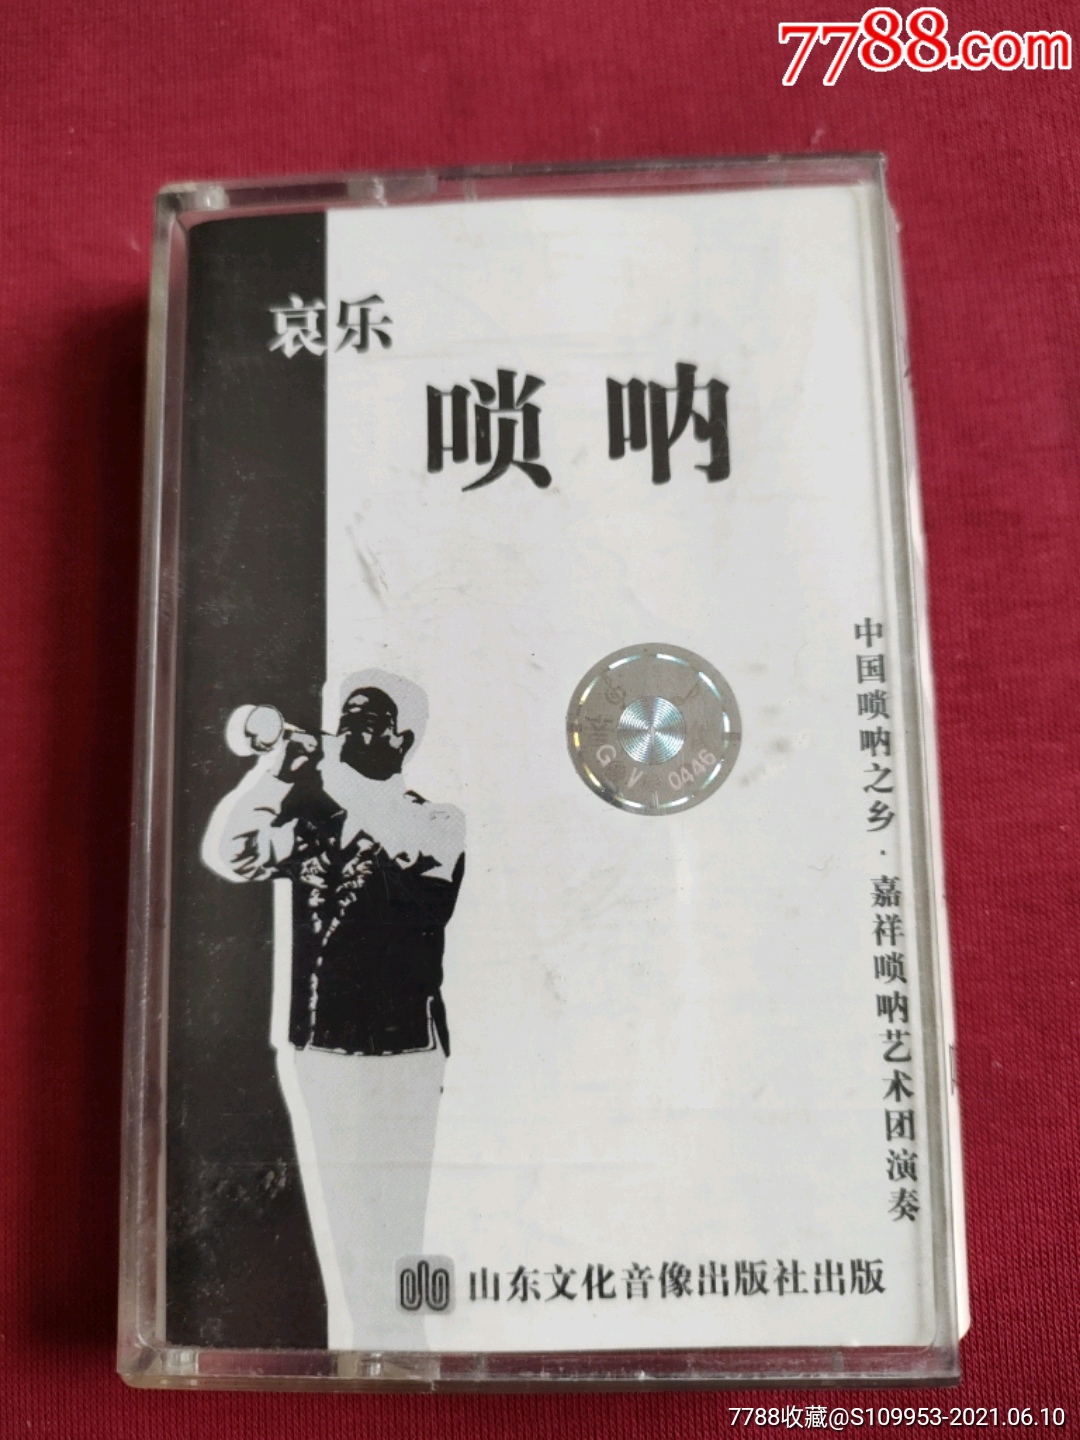 7788.com
哀乐
唢呐
中国唢呐之乡·嘉祥唢呐艺术团演奏
G V
0446
山东文化音像出版社出版
7788收藏@S109953-2021.06.10